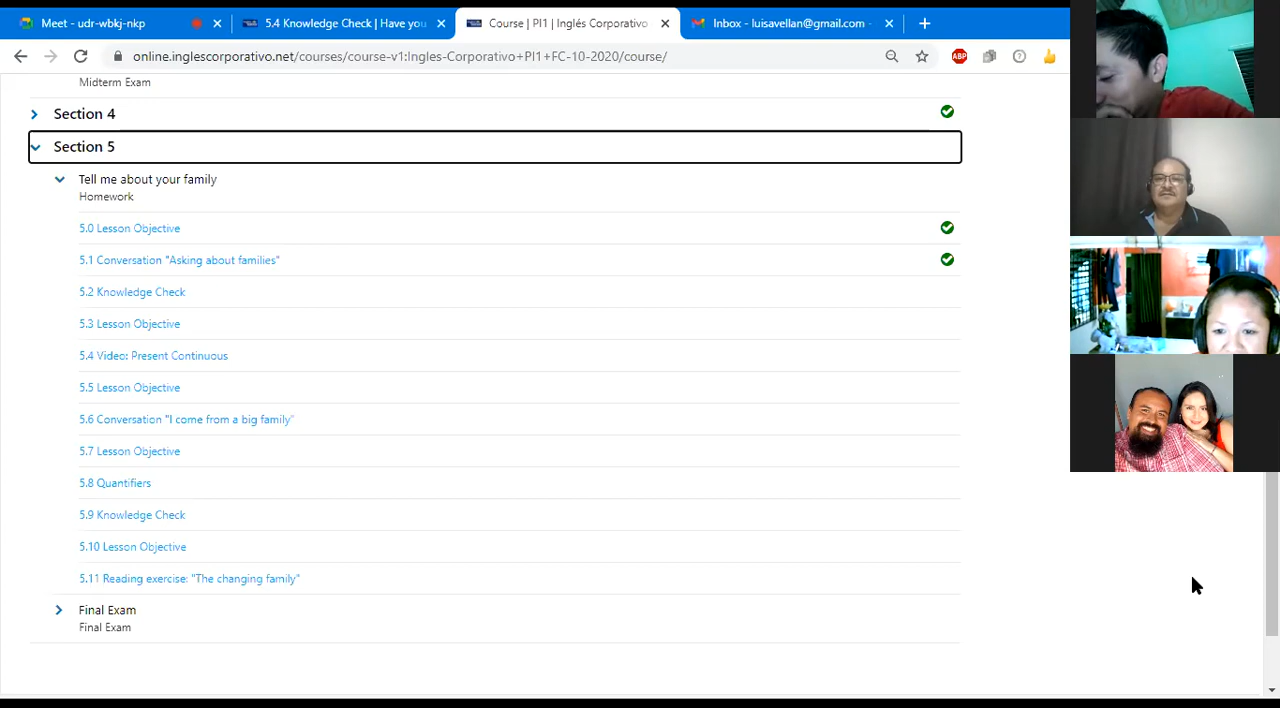 Meet - udr-wbkj-nkp
5.4 Knowledge Check | Have you
Course | PI1 | Inglés Corporativo
Inbox - luisavellan@gmail.com -
online.inglescorporativo.net/courses/course-v1:Ingles-Corporativo+PI1+FC-10-2020/course/
ABP
Midterm Exam
Section 4
Section 5
Tell me about your family
Homework
5.0 Lesson Objective
5.1 Conversation "Asking about families"
5.2 Knowledge Check
5.3 Lesson Objective
5.4 Video: Present Continuous
5.5 Lesson Objective
5.6 Conversation "I come from a big family"
5.7 Lesson Objective
5.8 Quantifiers
5.9 Knowledge Check
5.10 Lesson Objective
5.11 Reading exercise: "The changing family"
Final Exam
Final Exam